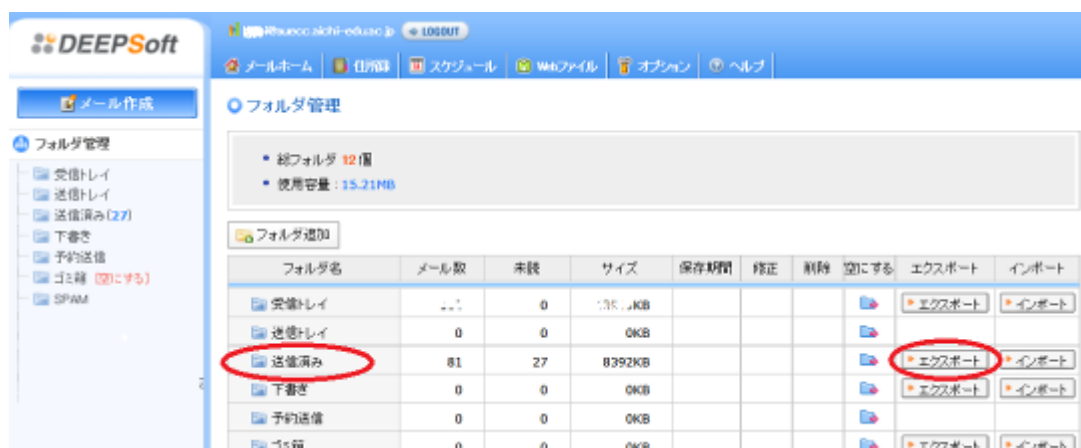 DEEPSoft
LOGOUT
メールホーム 住所録 スケジュール Webファイル オプション ヘルプ
メール作成
フォルダ管理
受信トレイ
送信トレイ
送信済み(27)
下書き
予約送信
ゴミ箱 [空にする]
SPAM
フォルダ管理
総フォルダ 12個
使用容量 : 15.21MB
フォルダ追加
フォルダ名 メール数 未読 サイズ 保存期間 修正 削除 空にする エクスポート インポート
受信トレイ 0 KB エクスポート インポート
送信トレイ 0 0 0KB
送信済み 81 27 8392KB エクスポート インポート
下書き 0 0 0KB エクスポート インポート
予約送信 0 0 0KB
ゴミ箱 0 0 0KB エクスポート インポート